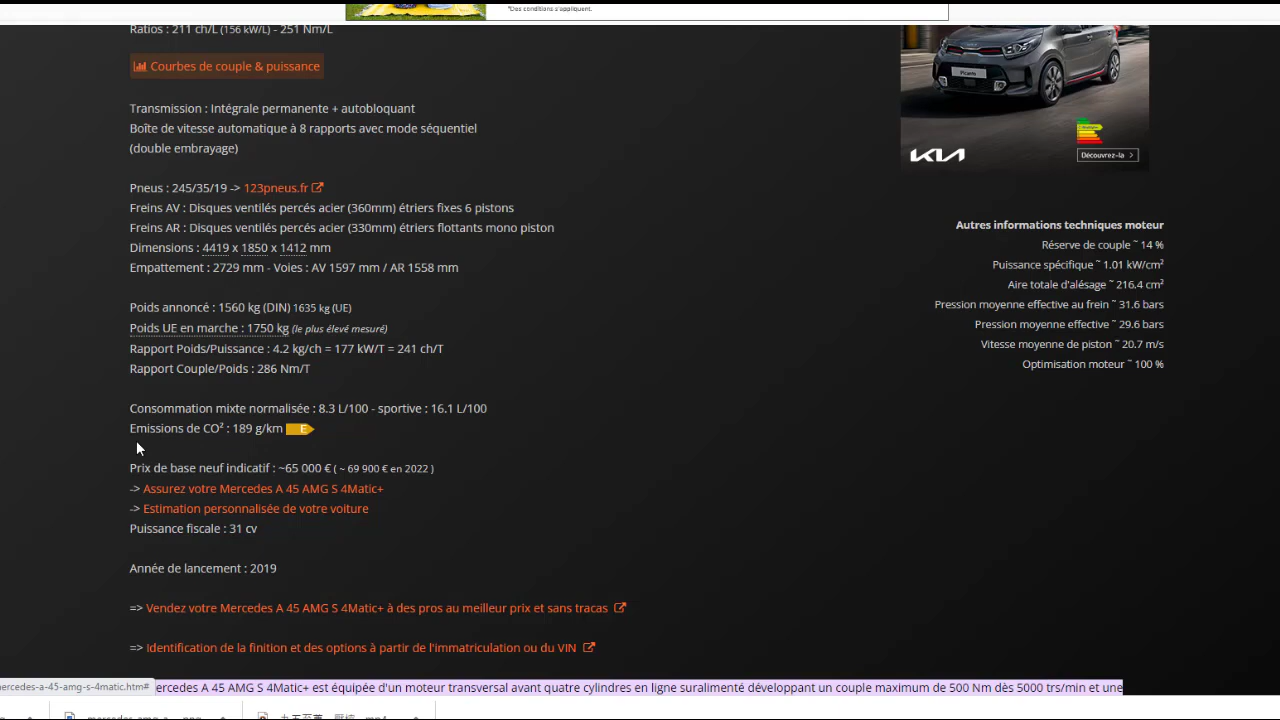 *Des conditions s'appliquent.
Ratios : 211 ch/L (156 kW/L) - 251 Nm/L
Courbes de couple & puissance
Transmission : Intégrale permanente + autobloquant
Boîte de vitesse automatique à 8 rapports avec mode séquentiel
(double embrayage)
Pneus : 245/35/19 -> 123pneus.fr
Freins AV : Disques ventilés percés acier (360mm) étriers fixes 6 pistons
Freins AR : Disques ventilés percés acier (330mm) étriers flottants mono piston
Dimensions : 4419 x 1850 x 1412 mm
Empattement : 2729 mm - Voies : AV 1597 mm / AR 1558 mm
Poids annoncé : 1560 kg (DIN) 1635 kg (UE)
Poids UE en marche : 1750 kg (le plus élevé mesuré)
Rapport Poids/Puissance : 4.2 kg/ch = 177 kW/T = 241 ch/T
Rapport Couple/Poids : 286 Nm/T
Consommation mixte normalisée : 8.3 L/100 - sportive : 16.1 L/100
Emissions de CO² : 189 g/km E
Prix de base neuf indicatif : ~65 000 € ( ~ 69 900 € en 2022 )
-> Assurez votre Mercedes A 45 AMG S 4Matic+
-> Estimation personnalisée de votre voiture
Puissance fiscale : 31 cv
Année de lancement : 2019
=> Vendez votre Mercedes A 45 AMG S 4Matic+ à des pros au meilleur prix et sans tracas
=> Identification de la finition et des options à partir de l'immatriculation ou du VIN
Picanto
KIA
Découvrez-la >
Autres informations techniques moteur
Réserve de couple ~ 14 %
Puissance spécifique ~ 1.01 kW/cm²
Aire totale d'alésage ~ 216.4 cm²
Pression moyenne effective au frein ~ 31.6 bars
Pression moyenne effective ~ 29.6 bars
Vitesse moyenne de piston ~ 20.7 m/s
Optimisation moteur ~ 100 %
ercedes-a-45-amg-s-4matic.htm# ercedes A 45 AMG S 4Matic+ est équipée d'un moteur transversal avant quatre cylindres en ligne suralimenté développant un couple maximum de 500 Nm dès 5000 trs/min et une